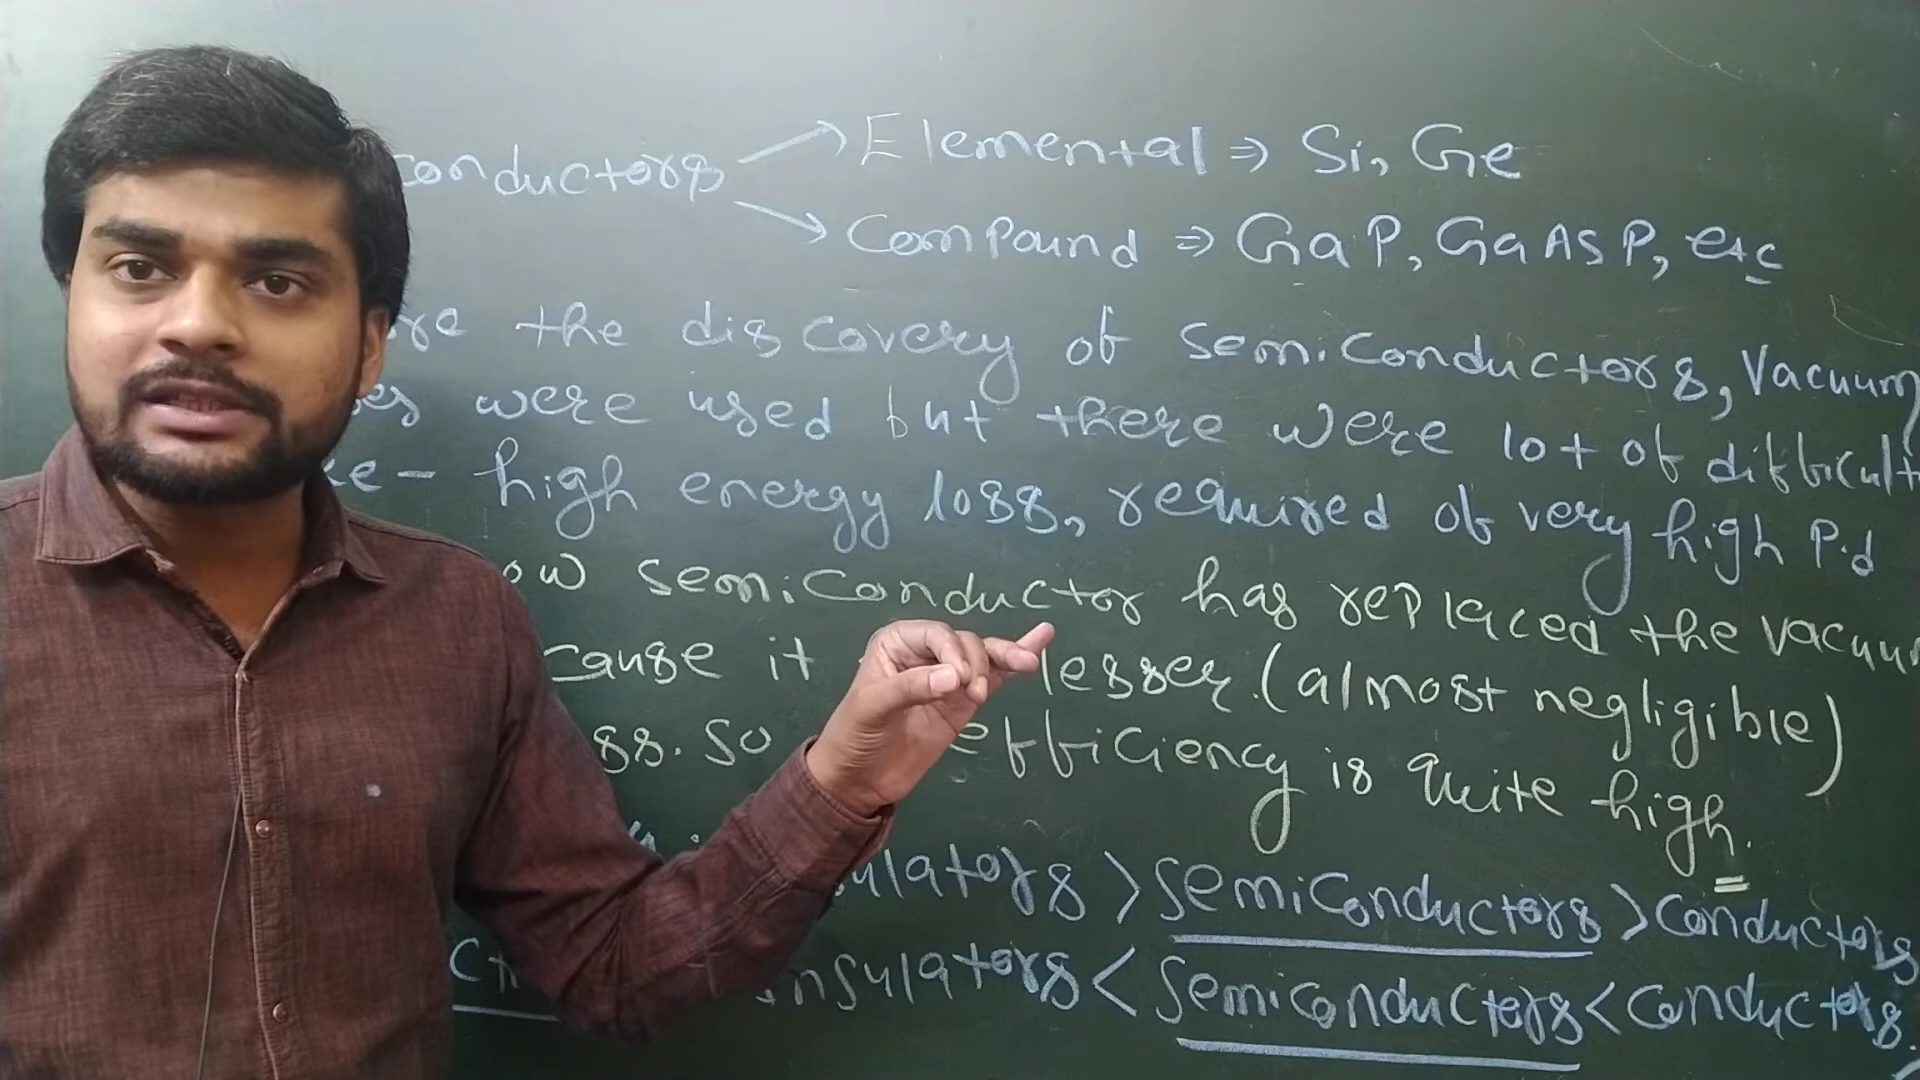 conductors → Elemental ⇒ Si, Ge
→ Compound ⇒ GaP, GaAsP, etc
the discovery of semiconductors, Vacuum
were used but there were lot of difficult
- high energy loss, required of very high P.d
semiconductor has replaced the vacuum
it lesser (almost negligible)
So efficiency is quite high.
> semiconductors > conductors
insulators < semiconductors < conductors.